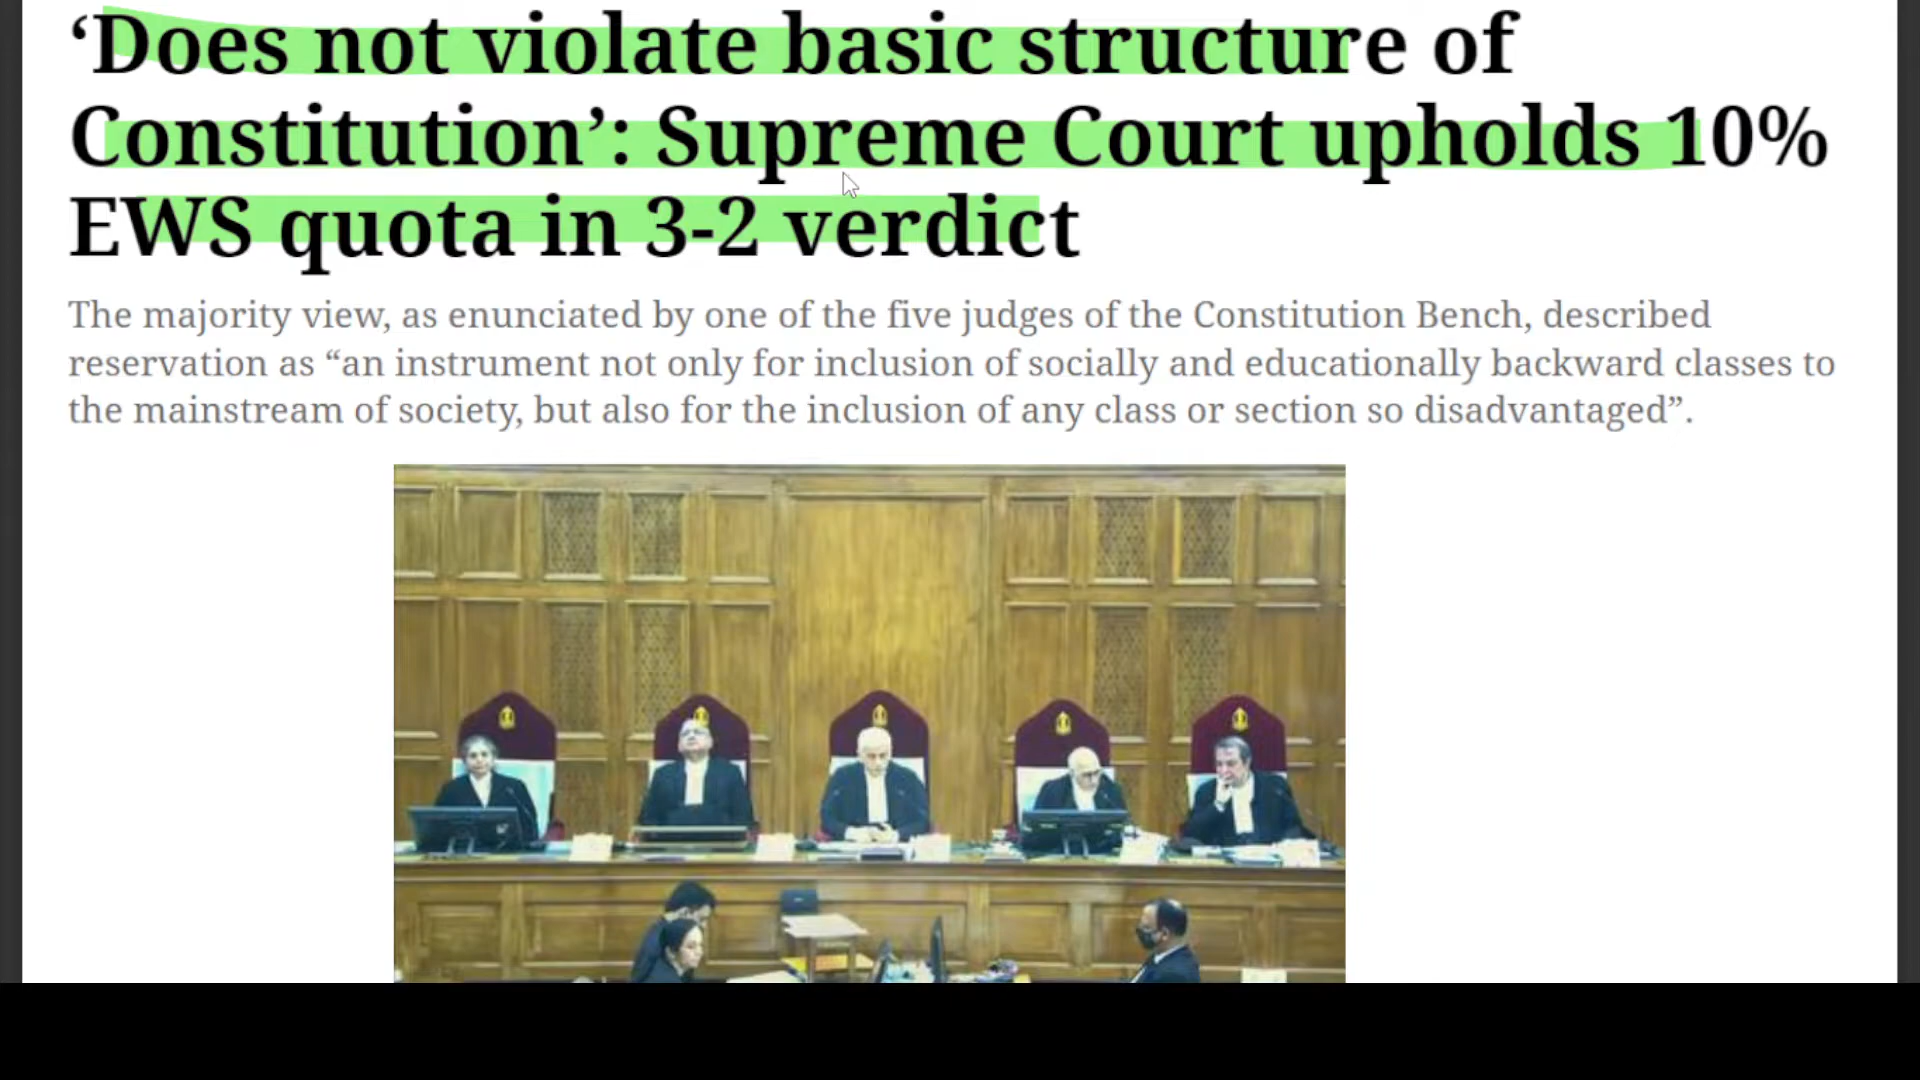 ‘Does not violate basic structure of
Constitution’: Supreme Court upholds 10%
EWS quota in 3-2 verdict
The majority view, as enunciated by one of the five judges of the Constitution Bench, described
reservation as “an instrument not only for inclusion of socially and educationally backward classes to
the mainstream of society, but also for the inclusion of any class or section so disadvantaged”.